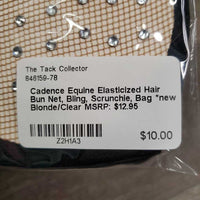 The Tack Collector
846159-78
Cadence Equine Elasticized Hair
Bun Net, Bling, Scrunchie, Bag *new
Blonde/Clear MSRP: $12.95
Z2H1A3
$10.00